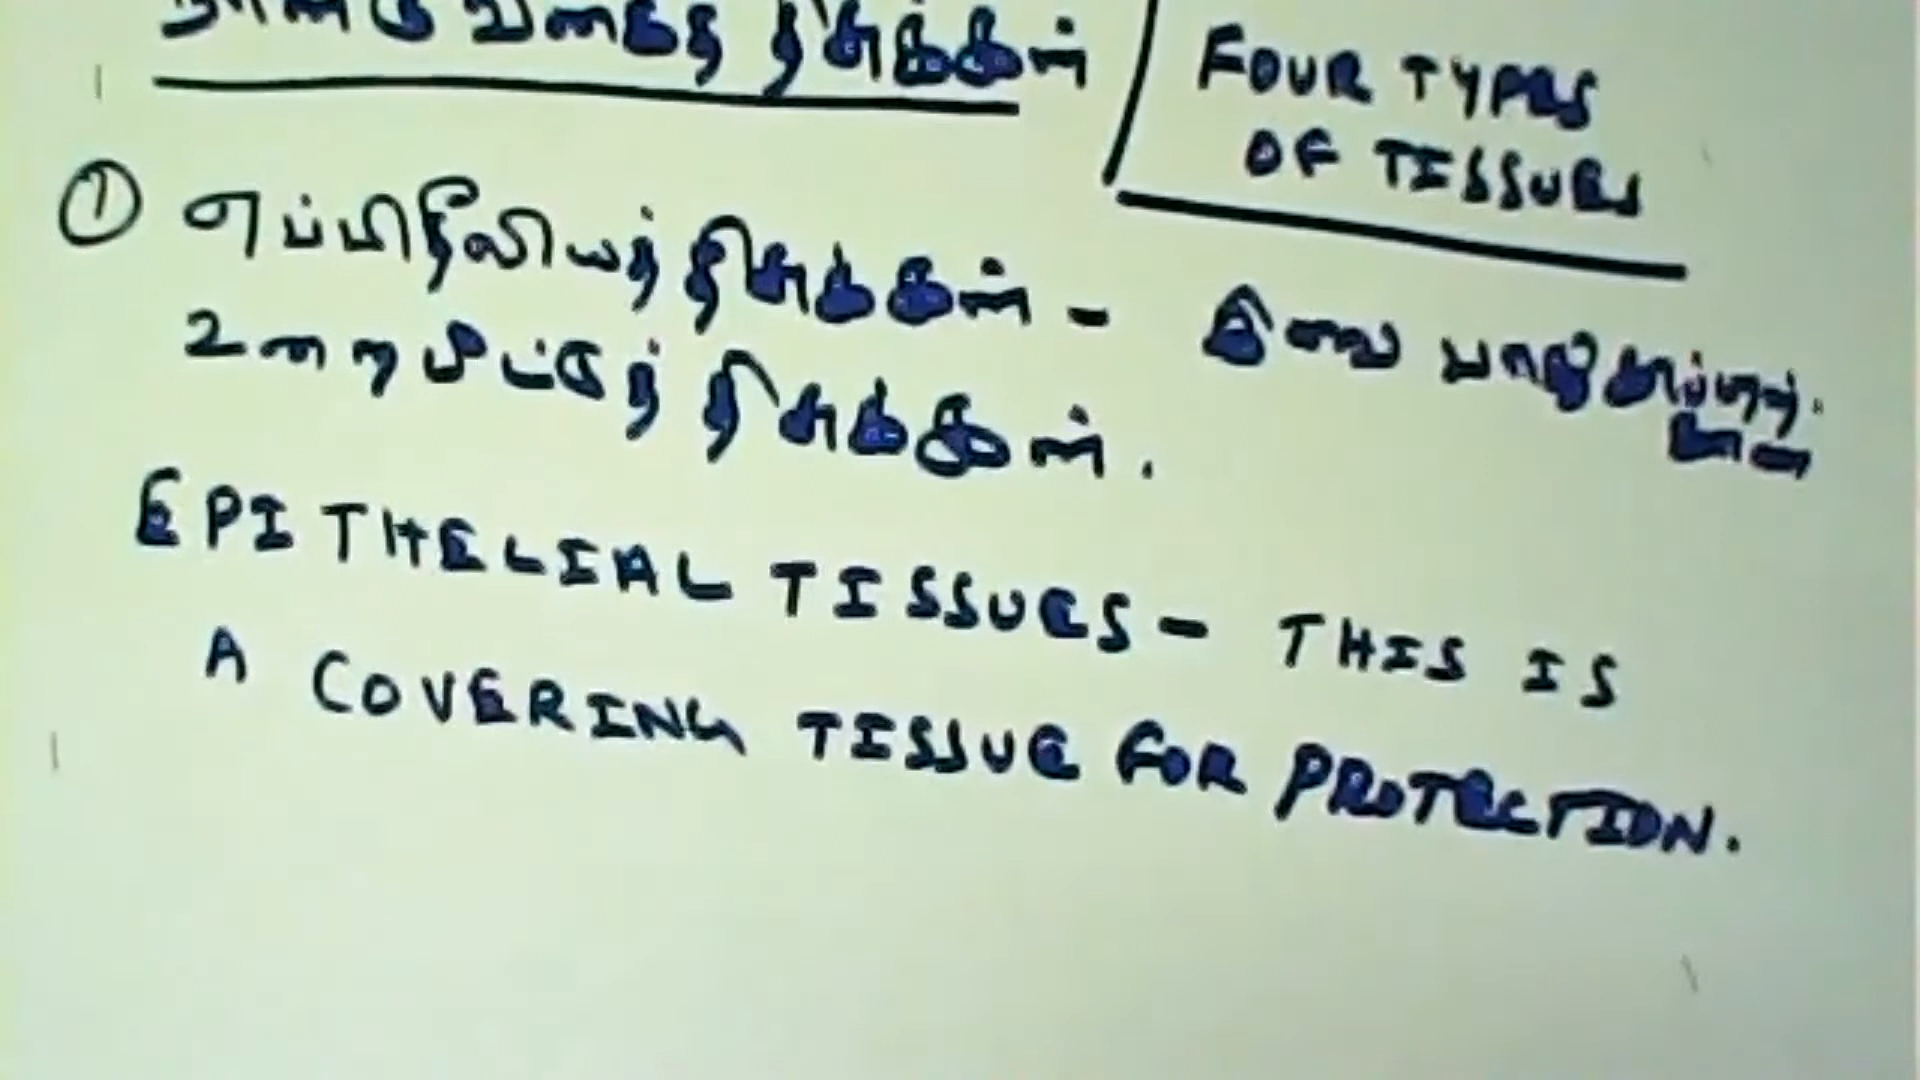 நான்கு வகைத் திசுக்கள்
FOUR TYPES
OF TISSUES
① எப்பிதீலியத் திசுக்கள் - இவை பாதுகாப்புக்
கான
உறையிட்டுத் திசுக்கள்.
EPITHELIAL TISSUES - THIS IS
A COVERING TISSUE FOR PROTECTION.